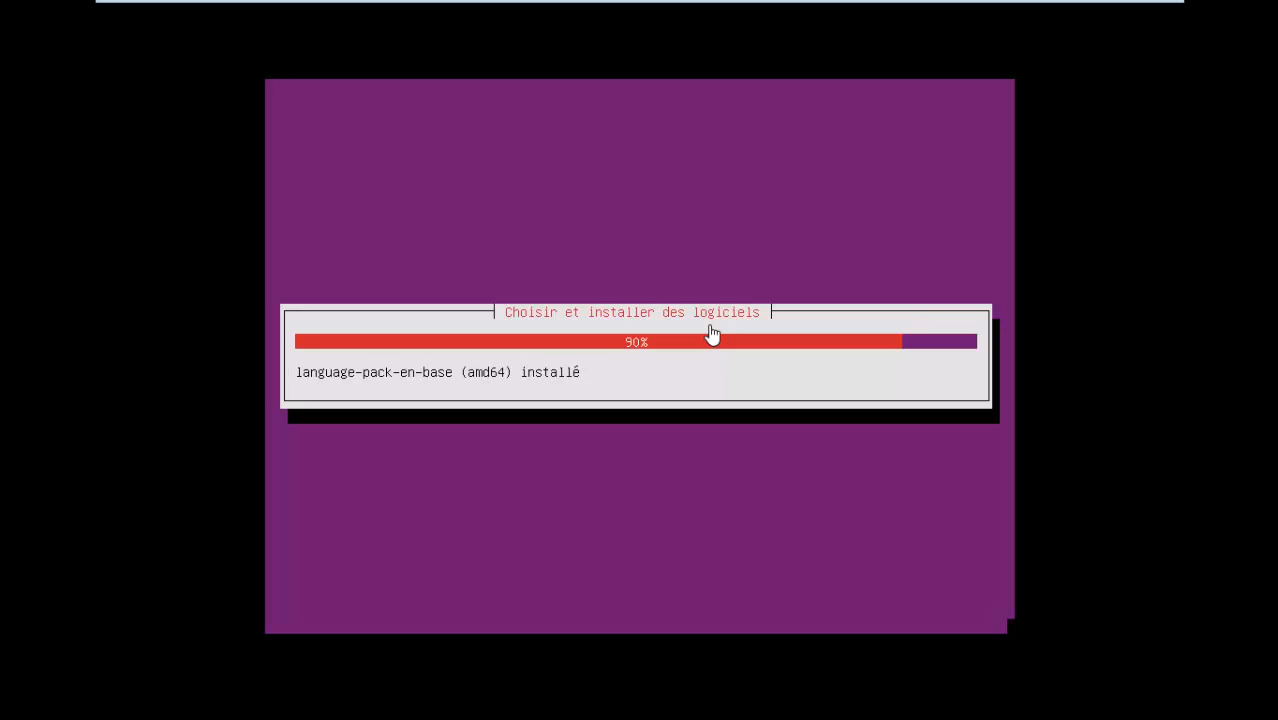 Choisir et installer des logiciels
90%
language-pack-en-base (amd64) installé